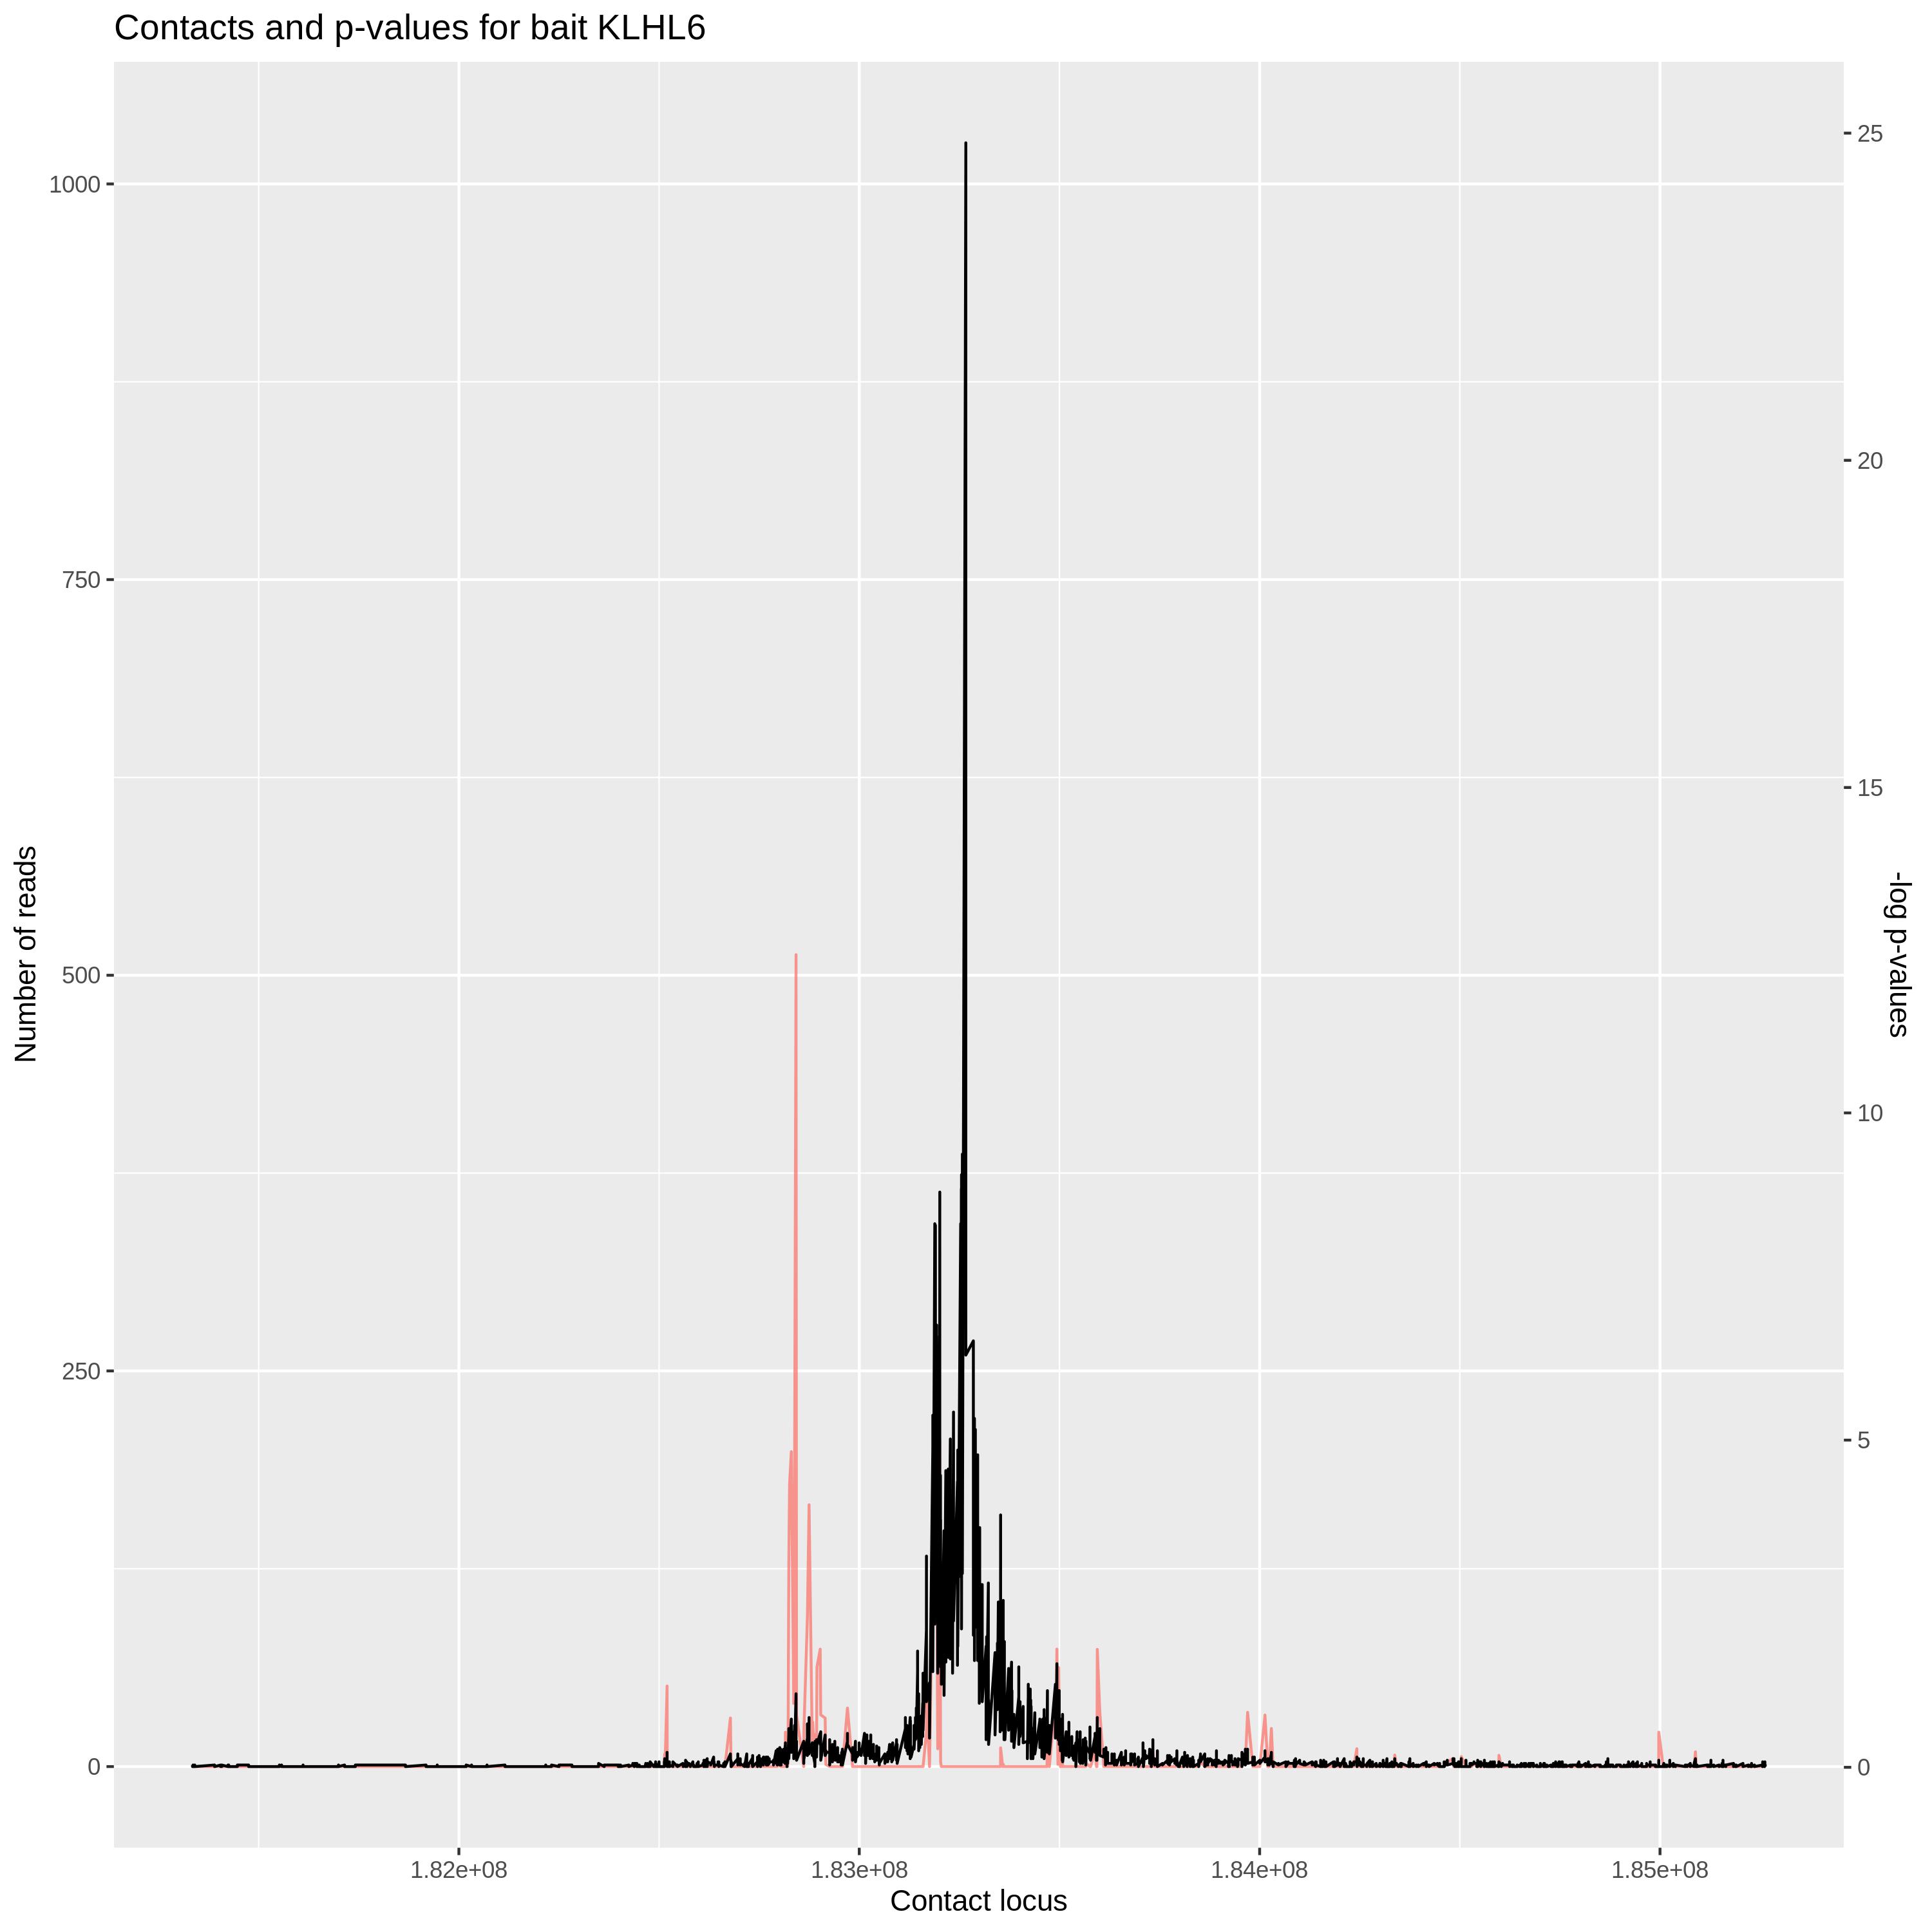 Contacts and p-values for bait KLHL6
Number of reads
1000
750
500
250
0
25
20
15
10
5
0
-log p-values
1.82e+08
1.83e+08
1.84e+08
1.85e+08
Contact locus